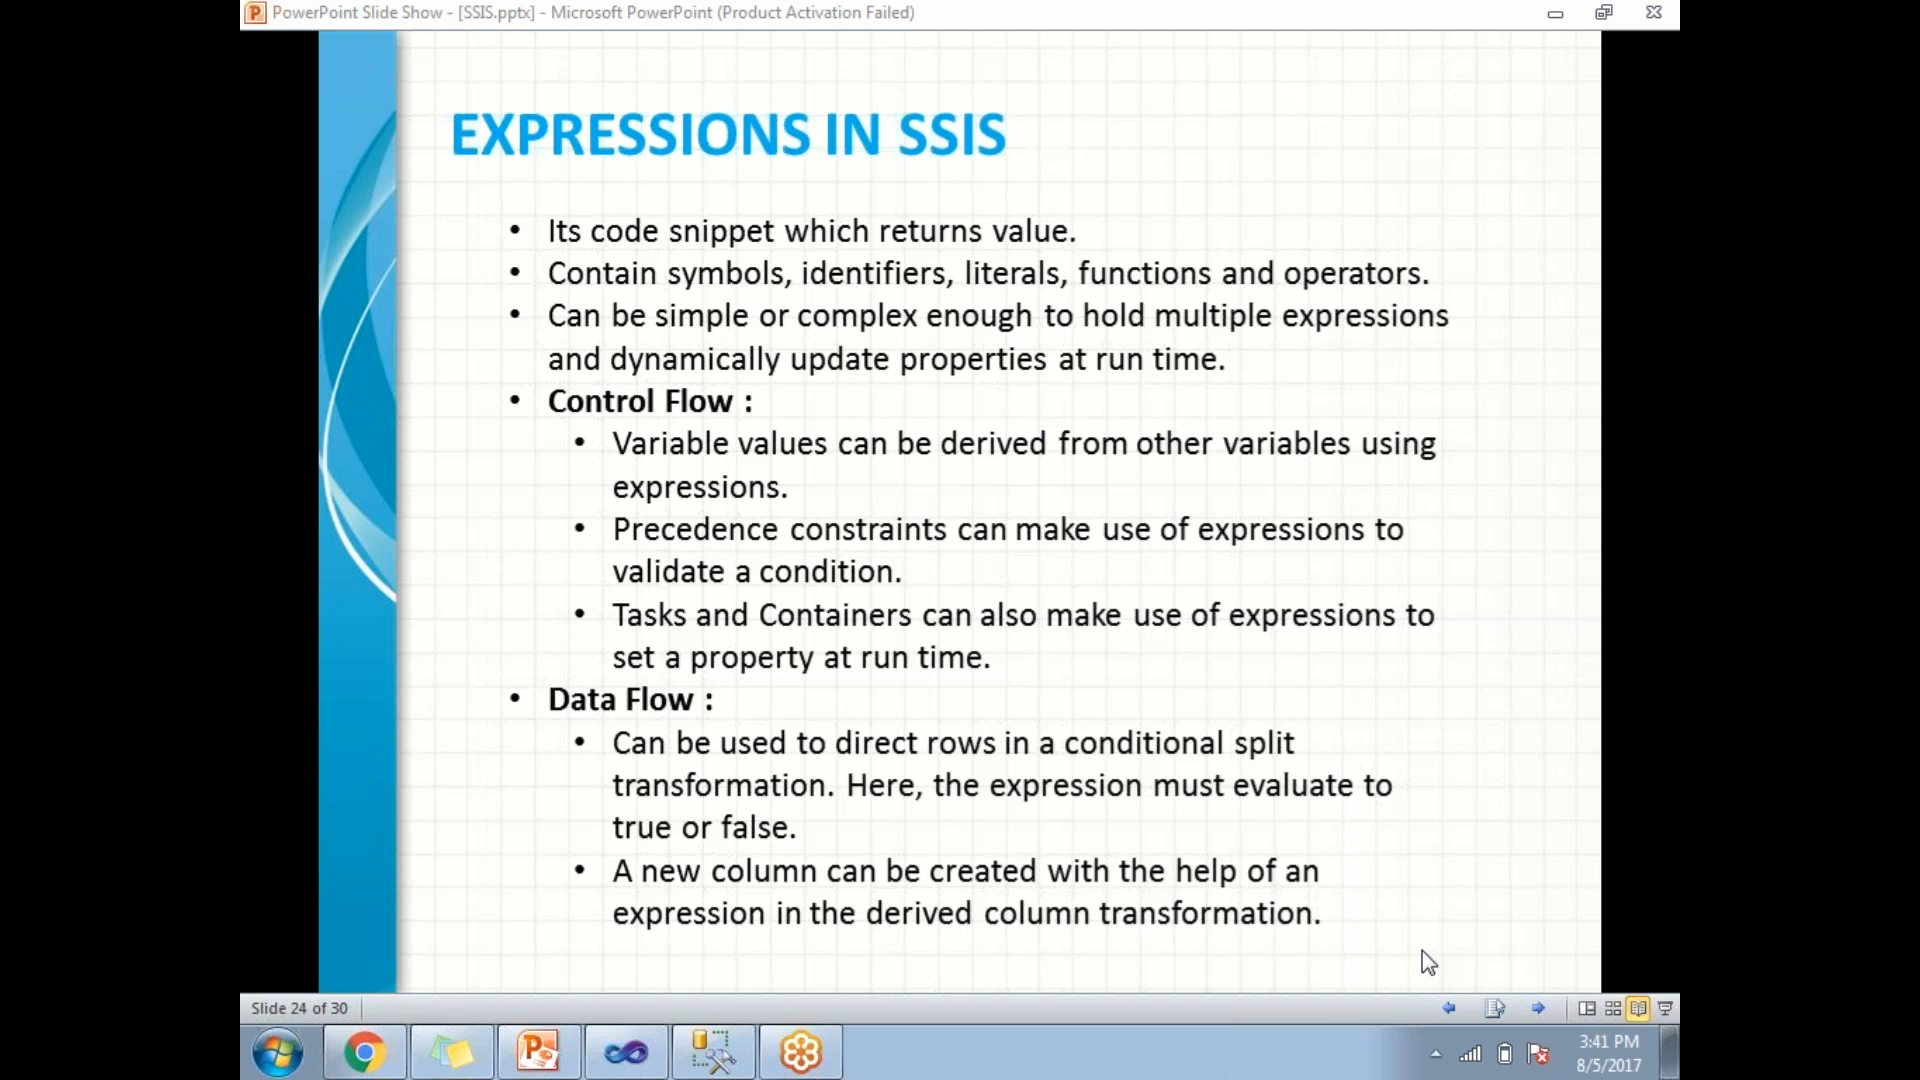 PowerPoint Slide Show - [SSIS.pptx] - Microsoft PowerPoint (Product Activation Failed)
EXPRESSIONS IN SSIS
• Its code snippet which returns value.
• Contain symbols, identifiers, literals, functions and operators.
• Can be simple or complex enough to hold multiple expressions
and dynamically update properties at run time.
• Control Flow :
• Variable values can be derived from other variables using
expressions.
• Precedence constraints can make use of expressions to
validate a condition.
• Tasks and Containers can also make use of expressions to
set a property at run time.
• Data Flow :
• Can be used to direct rows in a conditional split
transformation. Here, the expression must evaluate to
true or false.
• A new column can be created with the help of an
expression in the derived column transformation.
Slide 24 of 30
3:41 PM
8/5/2017